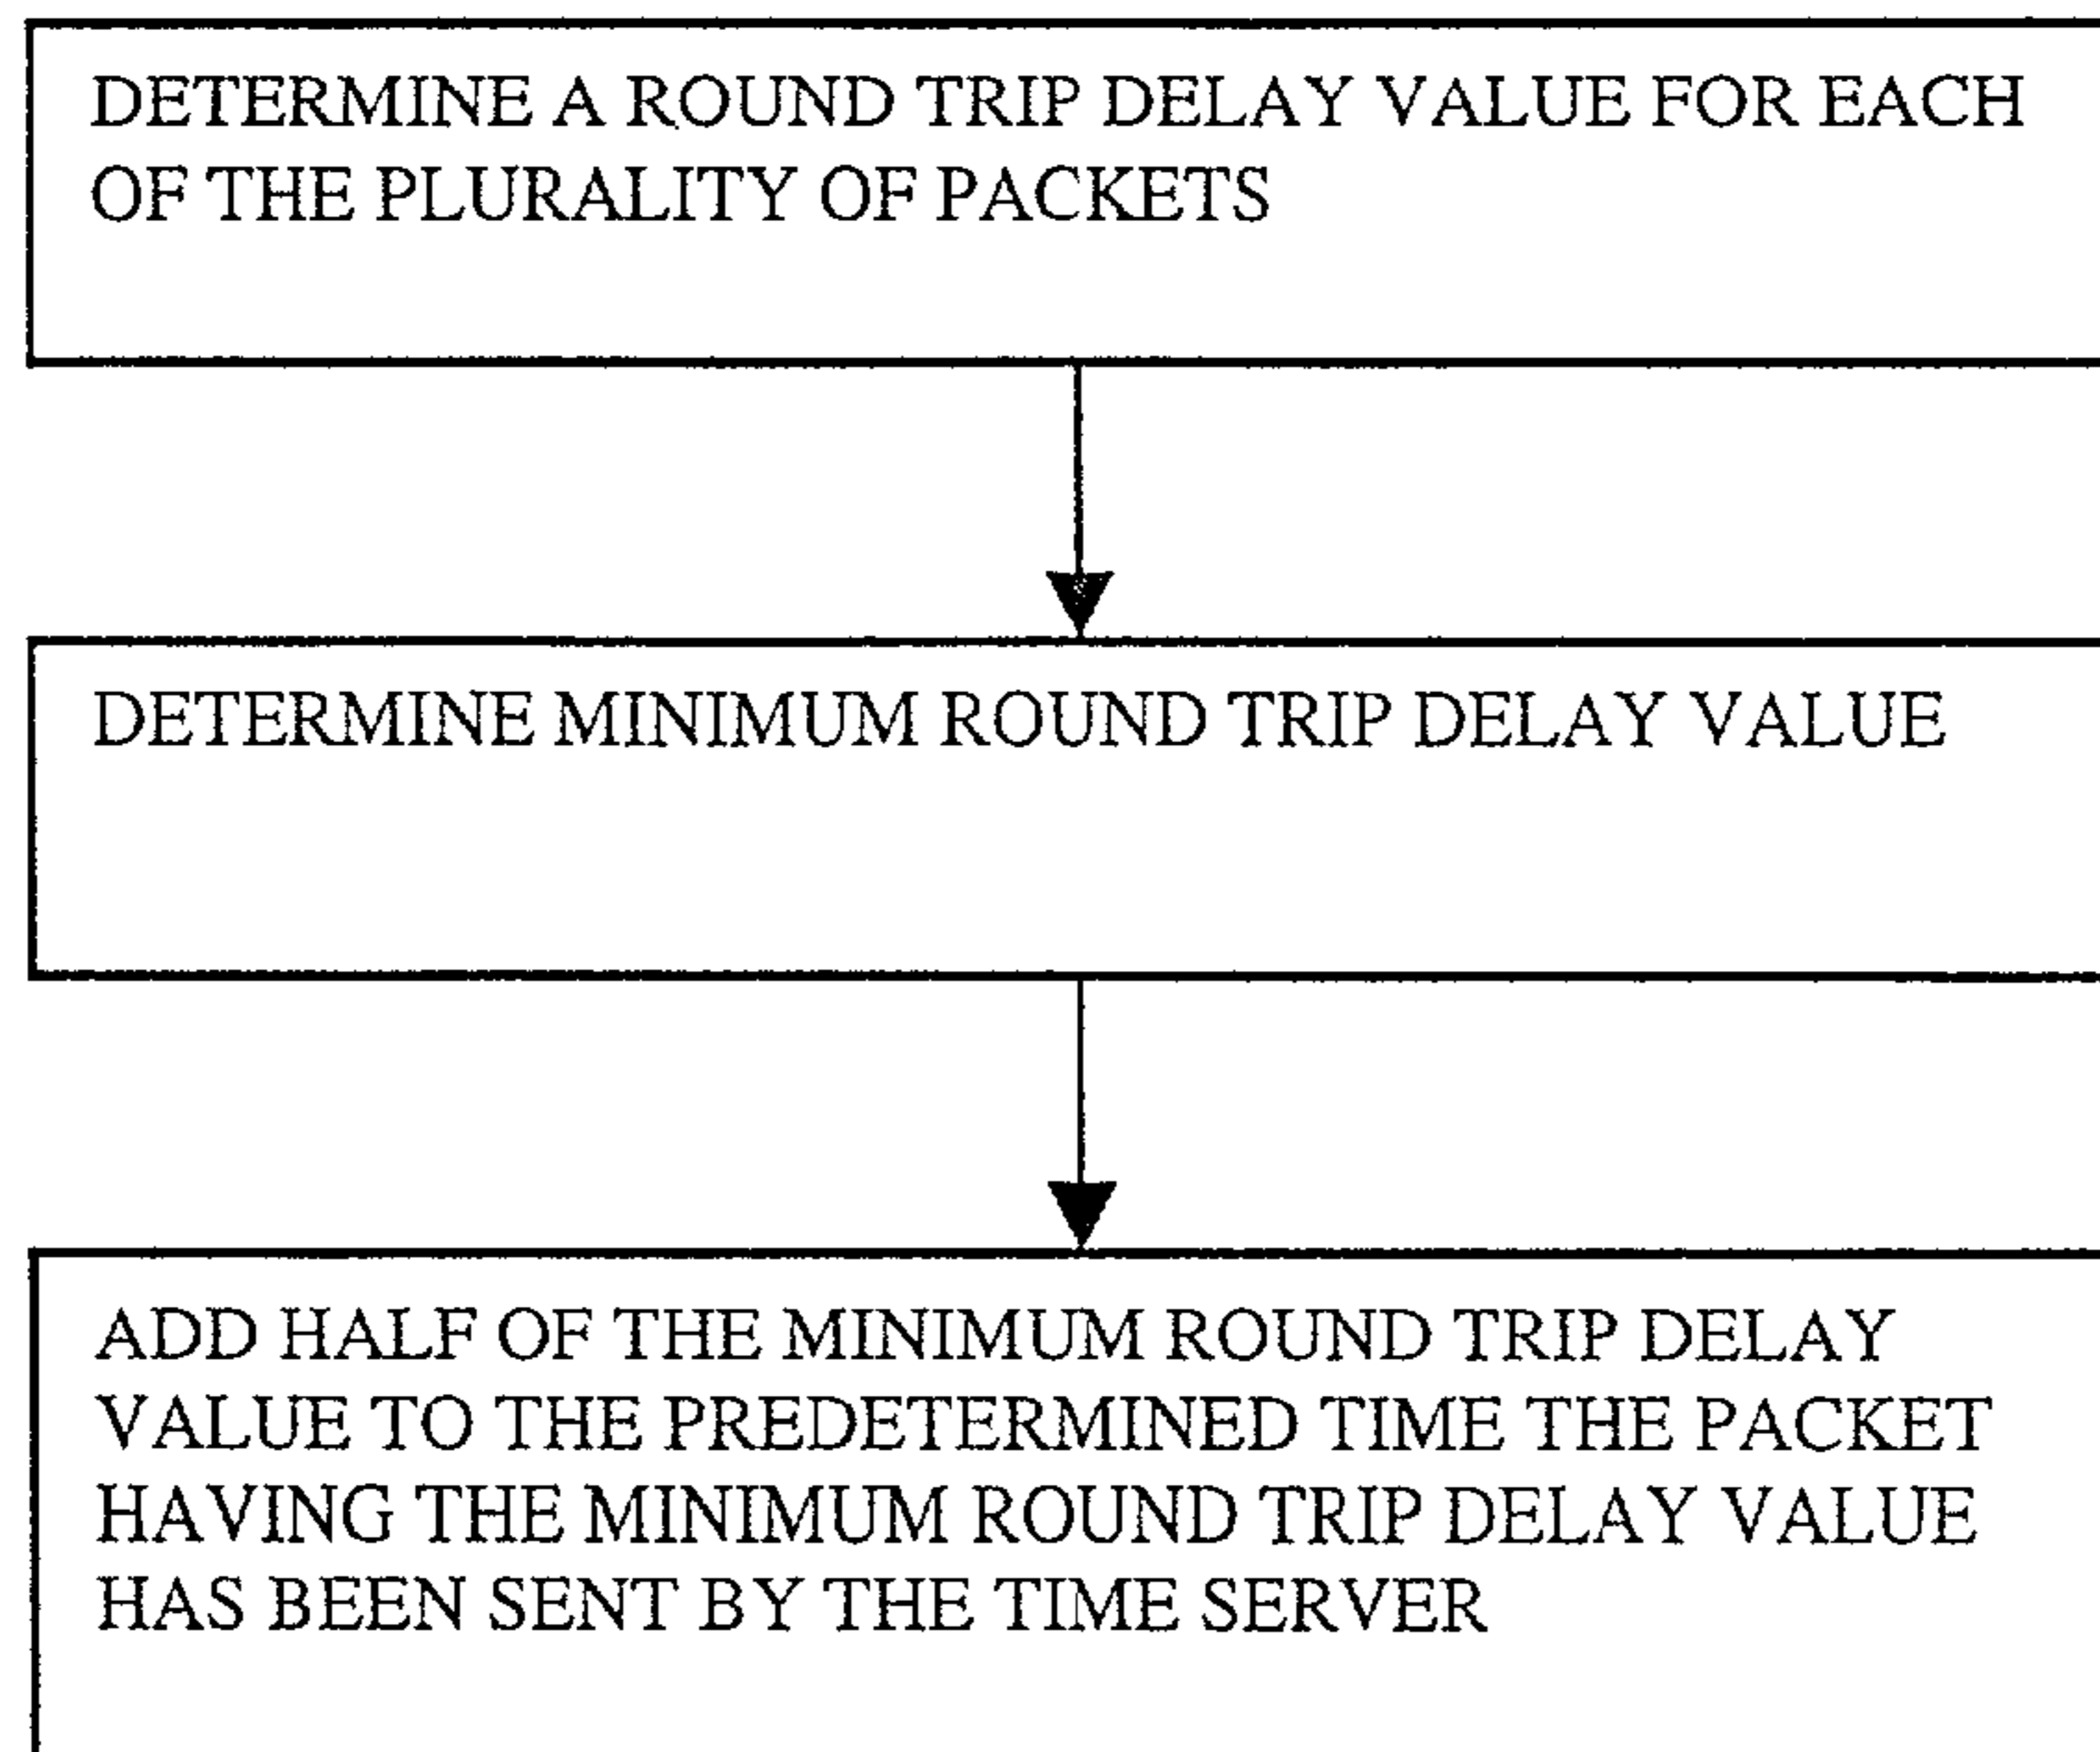 DETERMINE A ROUND TRIP DELAY VALUE FOR EACH
OF THE PLURALITY OF PACKETS
DETERMINE MINIMUM ROUND TRIP DELAY VALUE
ADD HALF OF THE MINIMUM ROUND TRIP DELAY
VALUE TO THE PREDETERMINED TIME THE PACKET
HAVING THE MINIMUM ROUND TRIP DELAY VALUE
HAS BEEN SENT BY THE TIME SERVER